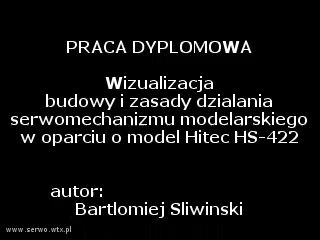 PRACA DYPLOMOWA
Wizualizacja
budowy i zasady dzialania
serwomechanizmu modelarskiego
w oparciu o model Hitec HS-422
autor:
Bartlomiej Sliwinski
www.serwo.wtx.pl